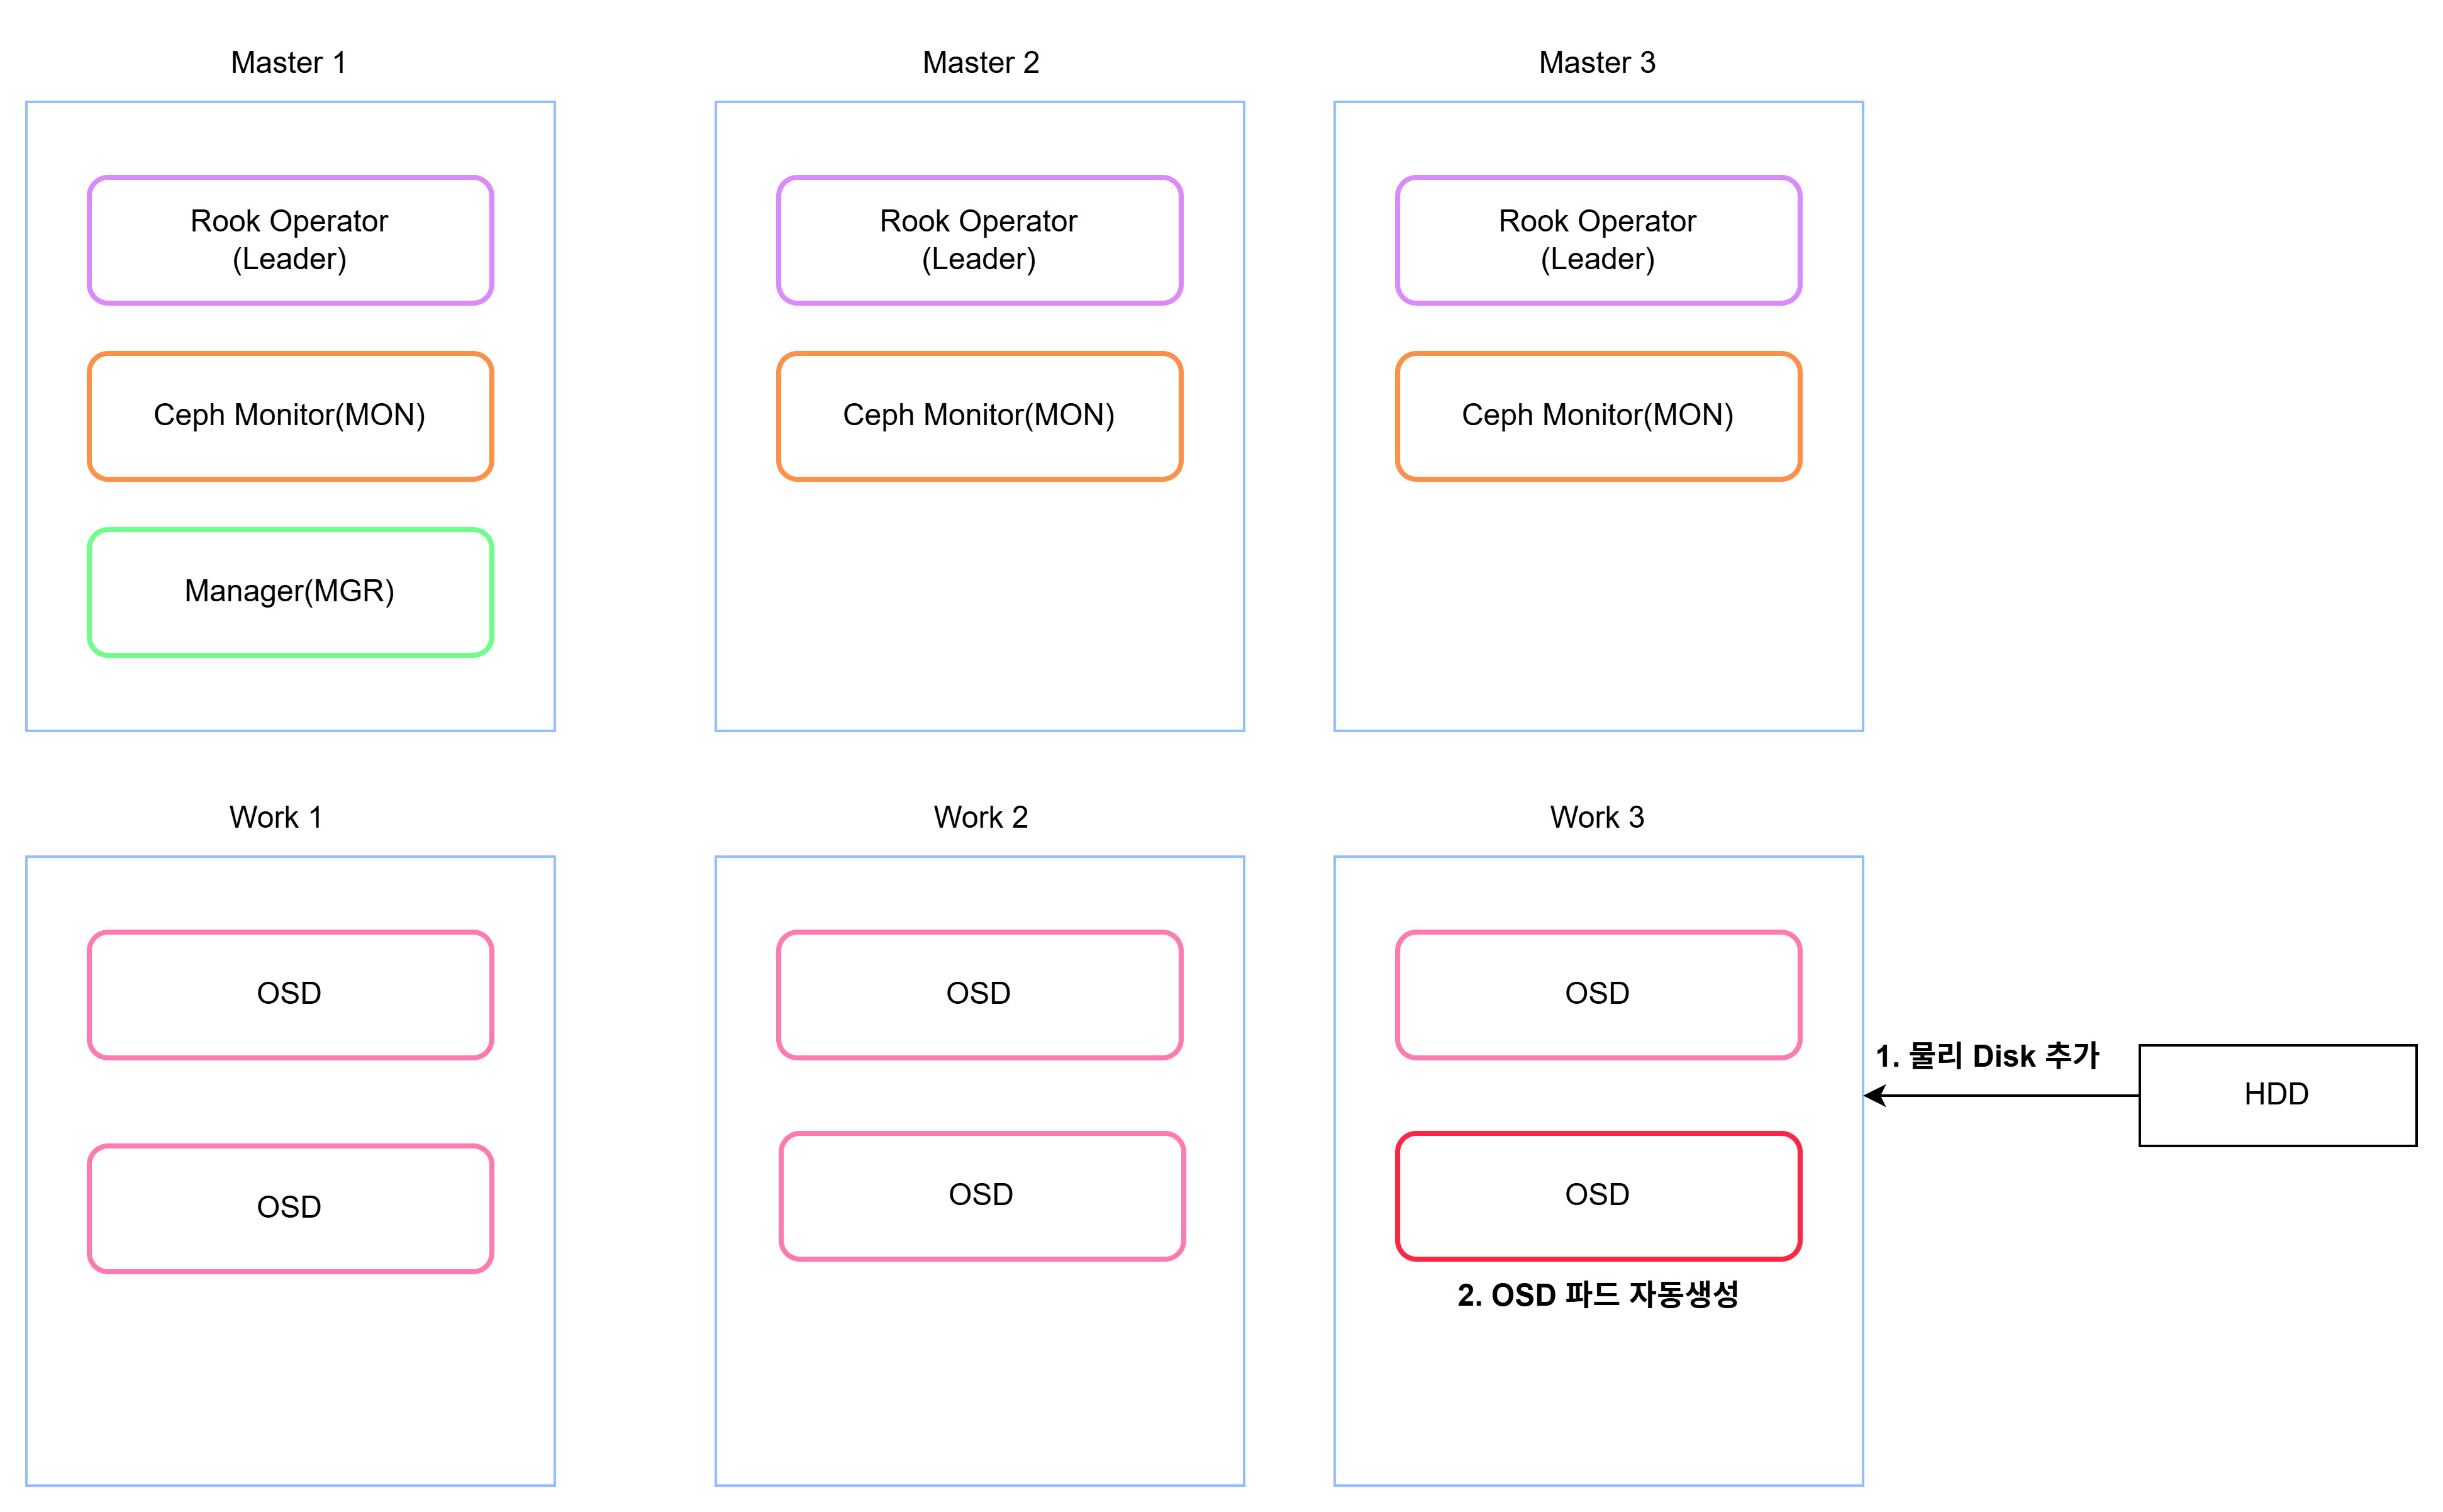 Master 1
Master 2
Master 3
Rook Operator
(Leader)
Rook Operator
(Leader)
Rook Operator
(Leader)
Ceph Monitor(MON)
Ceph Monitor(MON)
Ceph Monitor(MON)
Manager(MGR)
Work 1
Work 2
Work 3
OSD
OSD
OSD
1. 물리 Disk 추가
HDD
OSD
OSD
OSD
2. OSD 파드 자동생성